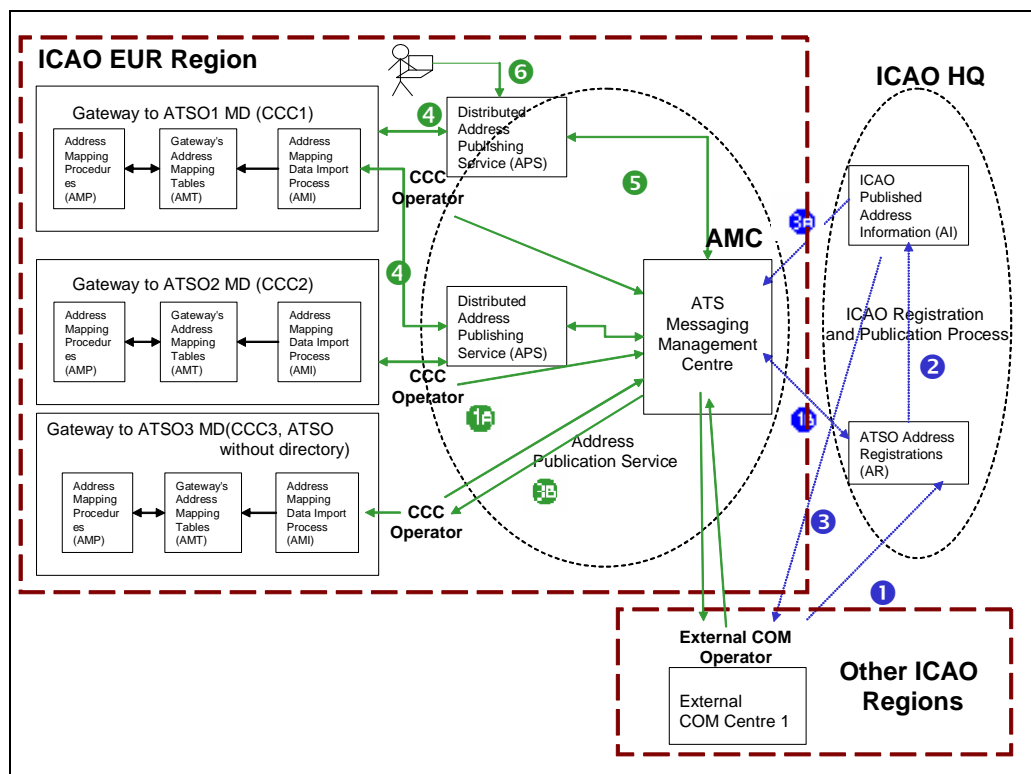 ICAO EUR Region
6
ICAO HQ
Gateway to ATSO1 MD (CCC1)
Address
Mapping
Procedur
es
(AMP)
Gateway's
Address
Mapping
Tables
(AMT)
Address
Mapping
Data Import
Process
(AMI)
4
Distributed
Address
Publishing
Service (APS)
CCC
Operator
5
ICAO
Published
Address
Information (AI)
3a
AMC
Gateway to ATSO2 MD (CCC2)
Address
Mapping
Procedur
es
(AMP)
Gateway's
Address
Mapping
Tables
(AMT)
Address
Mapping
Data Import
Process
(AMI)
4
Distributed
Address
Publishing
Service (APS)
ATS
Messaging
Management
Centre
ICAO Registration
and Publication Process
2
CCC
Operator
1a
1b
Gateway to ATSO3 MD(CCC3, ATSO
without directory)
Address
Publication Service
ATSO Address
Registrations
(AR)
Address
Mapping
Procedur
es
(AMP)
Gateway's
Address
Mapping
Tables
(AMT)
Address
Mapping
Data Import
Process
(AMI)
CCC
Operator
3b
3
1
External COM
Operator
External
COM Centre 1
Other ICAO
Regions